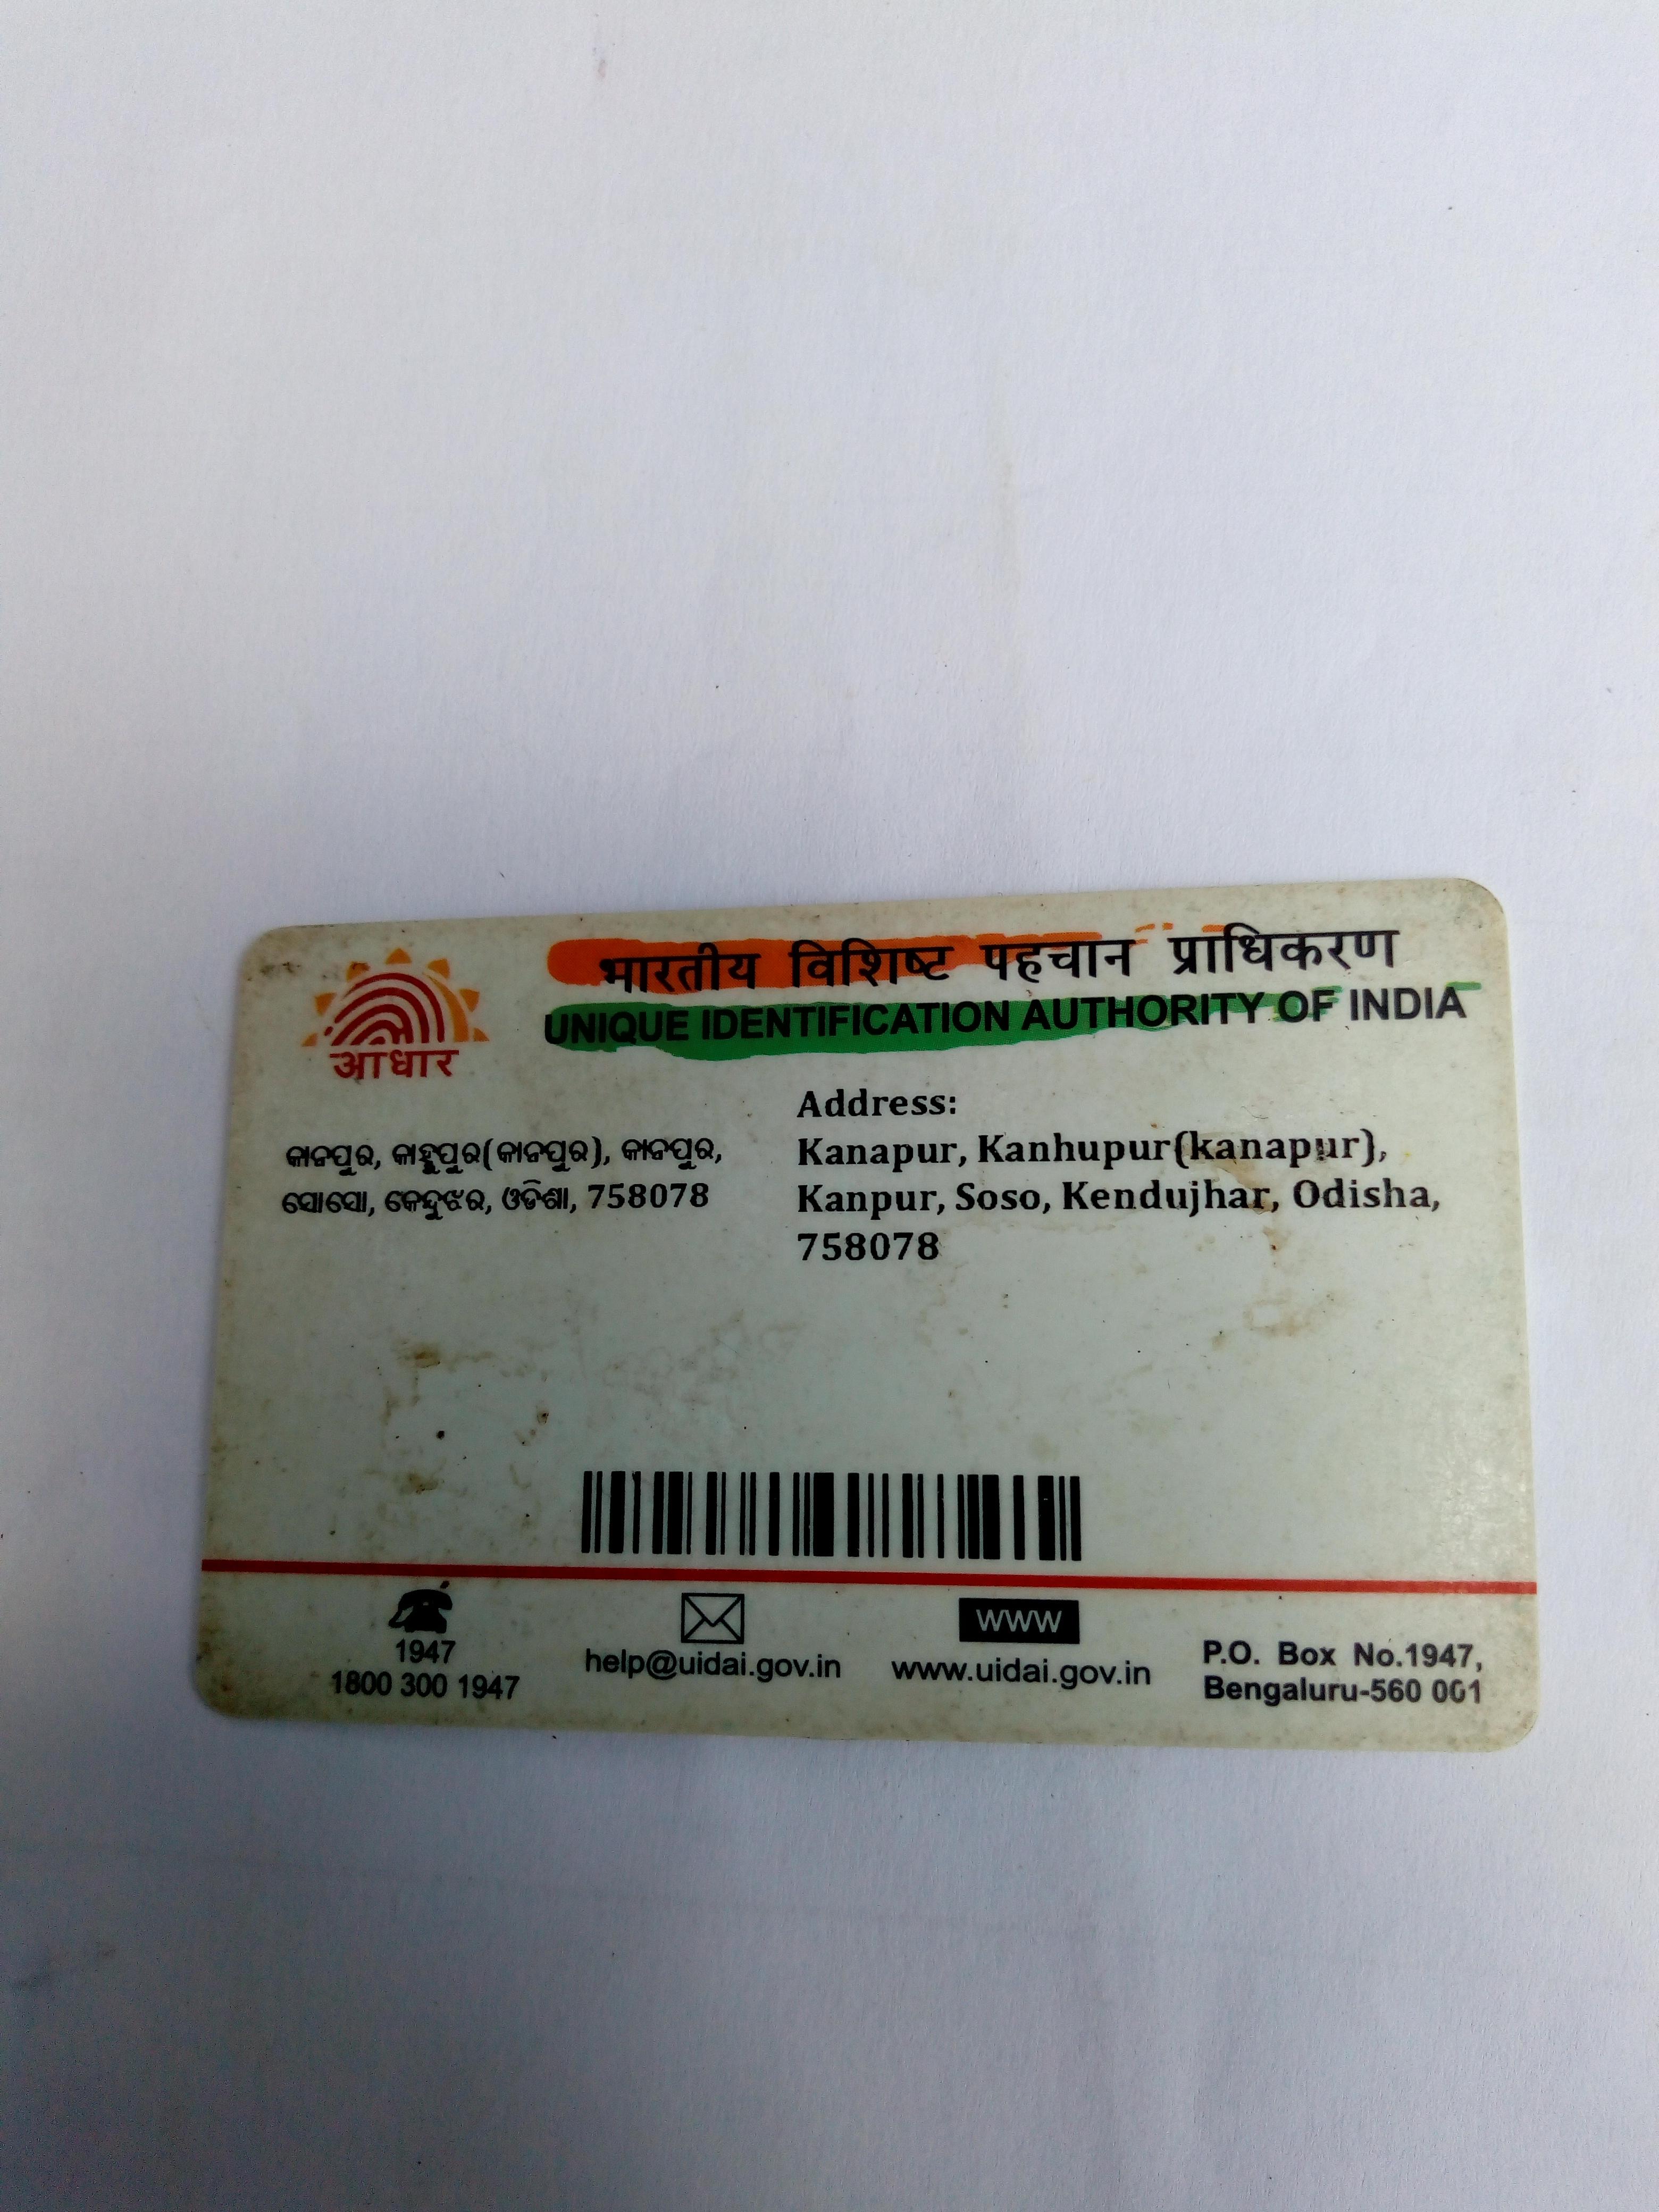 भारतीय विशिष्ट पहचान प्राधिकरण
UNIQUE IDENTIFICATION AUTHORITY OF INDIA
आधार
କାନପୁର, କାହ୍ନୁପୁର(କାନପୁର), କାନପୁର,
ସୋସୋ, କେନ୍ଦୁଝର, ଓଡିଶା, 758078
Address:
Kanapur, Kanhupur(kanapur),
Kanpur, Soso, Kendujhar, Odisha,
758078
1947
1800 300 1947
help@uidai.gov.in
WWW
www.uidai.gov.in
P.O. Box No.1947,
Bengaluru-560 001